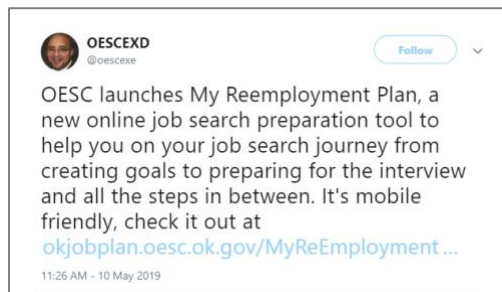 OESCEXD
@oescexe
Follow
OESC launches My Reemployment Plan, a
new online job search preparation tool to
help you on your job search journey from
creating goals to preparing for the interview
and all the steps in between. It's mobile
friendly, check it out at
okjobplan.oesc.ok.gov/MyReEmployment ...
11:26 AM - 10 May 2019